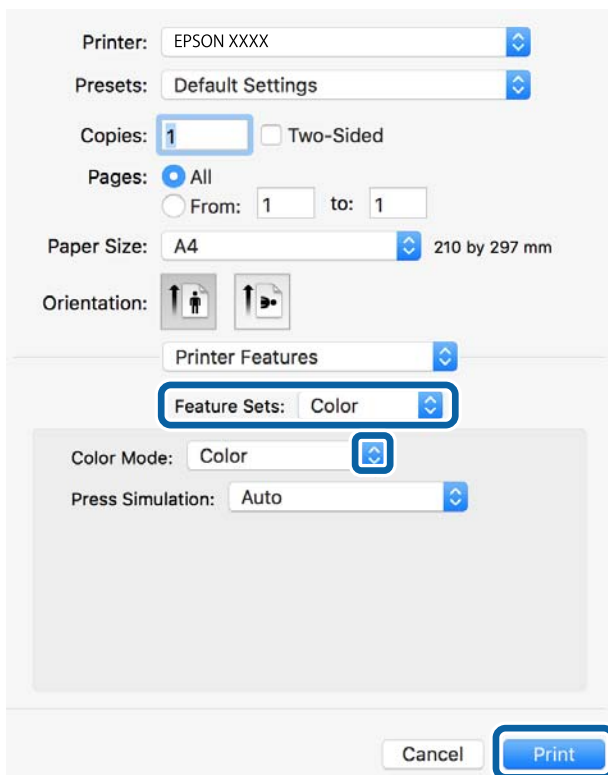 Printer: EPSON XXXX
Presets: Default Settings
Copies: 1 Two-Sided
Pages: All
From: 1 to: 1
Paper Size: A4 210 by 297 mm
Orientation:
Printer Features
Feature Sets: Color
Color Mode: Color
Press Simulation: Auto
Cancel Print